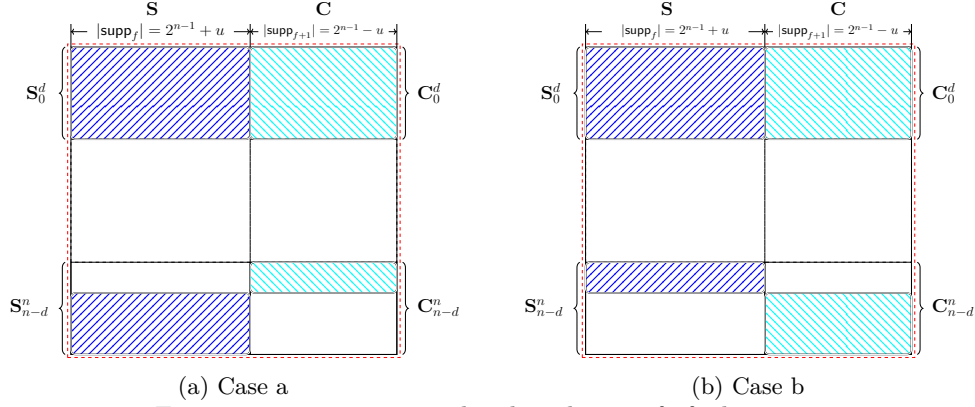 S C S C
|supp_f| = 2^{n-1} + u |supp_{f+1}| = 2^{n-1} - u |supp_f| = 2^{n-1} + u |supp_{f+1}| = 2^{n-1} - u
S_0^d C_0^d S_0^d C_0^d
S_{n-d}^n C_{n-d}^n S_{n-d}^n C_{n-d}^n
(a) Case a (b) Case b